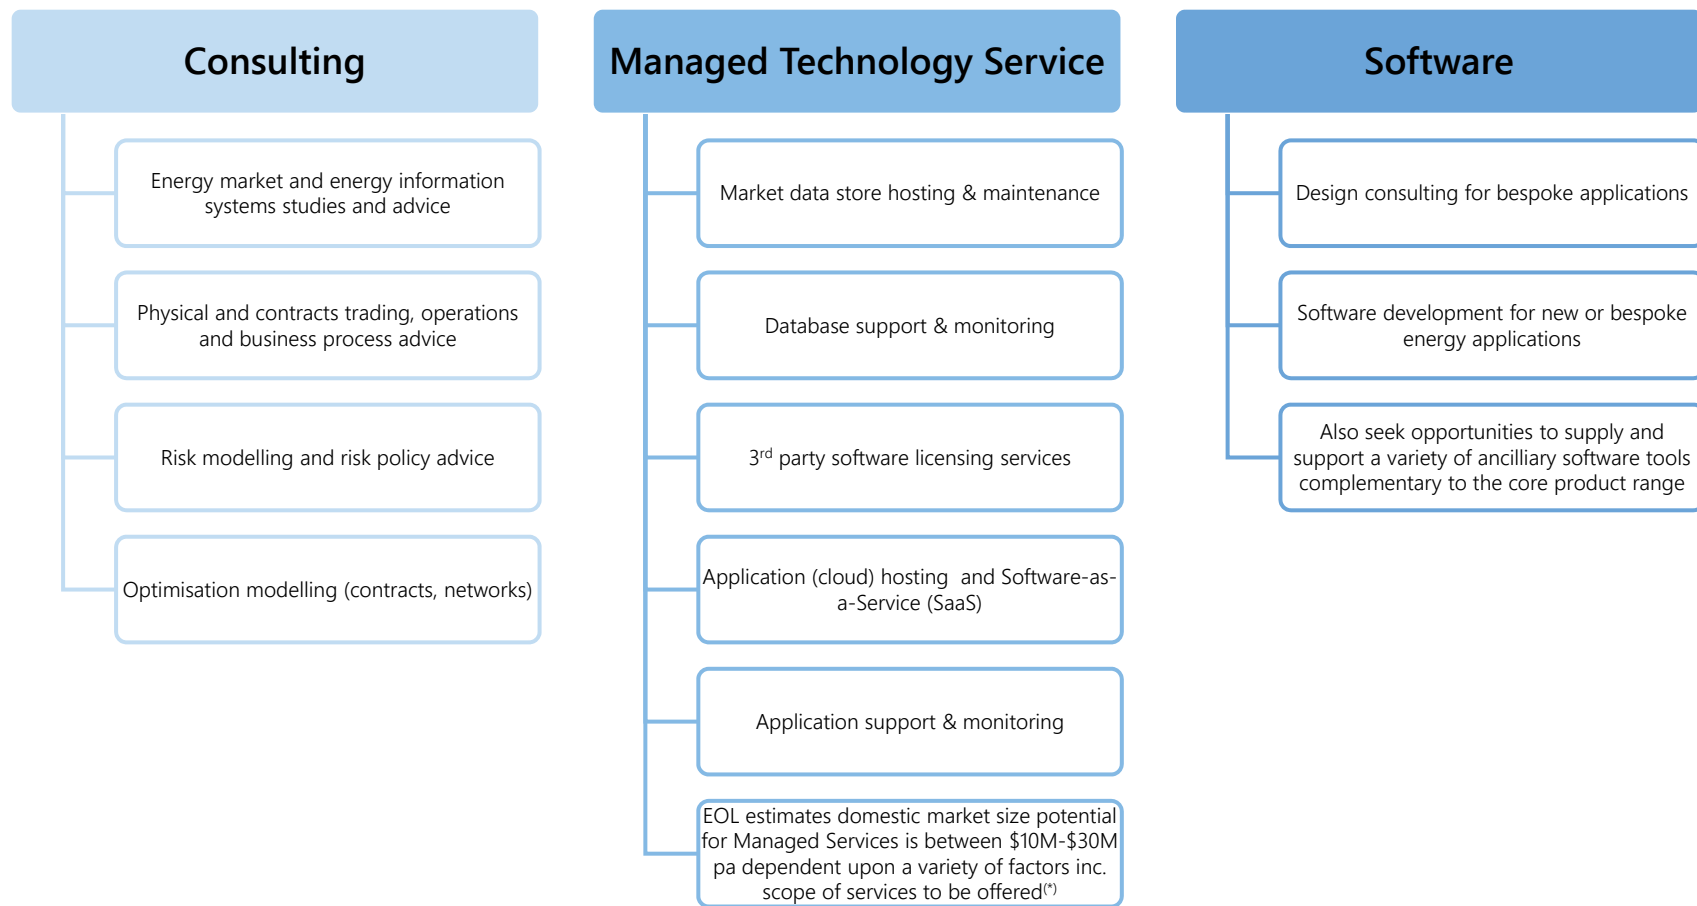 Consulting
Energy market and energy information
systems studies and advice
Physical and contracts trading, operations
and business process advice
Risk modelling and risk policy advice
Optimisation modelling (contracts, networks)
Managed Technology Service
Market data store hosting & maintenance
Database support & monitoring
3rd party software licensing services
Application (cloud) hosting  and Software-as-
a-Service (SaaS)
Application support & monitoring
EOL estimates domestic market size potential
for Managed Services is between $10M-$30M
pa dependent upon a variety of factors inc.
scope of services to be offered(*)
Software
Design consulting for bespoke applications
Software development for new or bespoke
energy applications
Also seek opportunities to supply and
support a variety of ancilliary software tools
complementary to the core product range